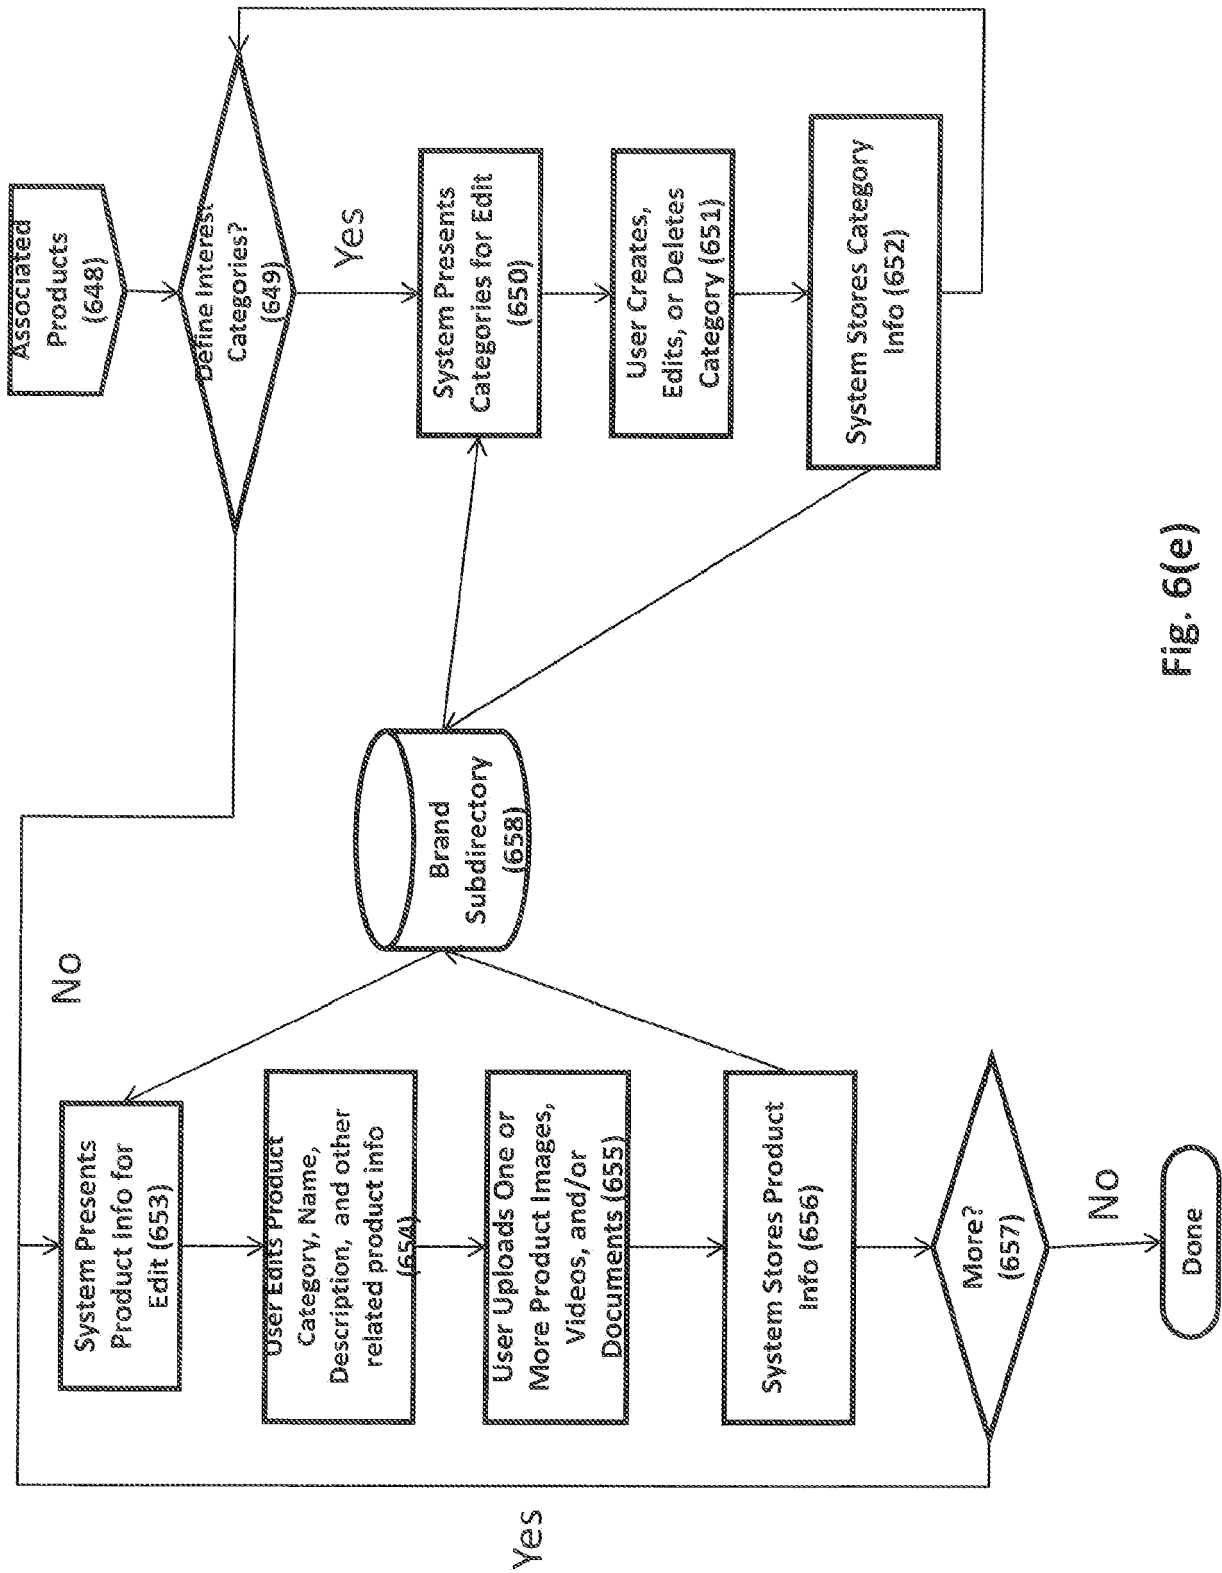 Associated
Products
(648)
Define Interest
Categories?
(649)
Yes
System Presents
Categories for Edit
(650)
User Creates,
Edits, or Deletes
Category (651)
System Stores Category
Info (652)
No
Brand
Subdirectory
(658)
System Presents
Product Info for
Edit (653)
User Edits Product
Category, Name,
Description, and other
related product info
(654)
User Uploads One or
More Product Images,
Videos, and/or
Documents (655)
System Stores Product
Info (656)
More?
(657)
No
Done
Yes
Fig. 6(e)